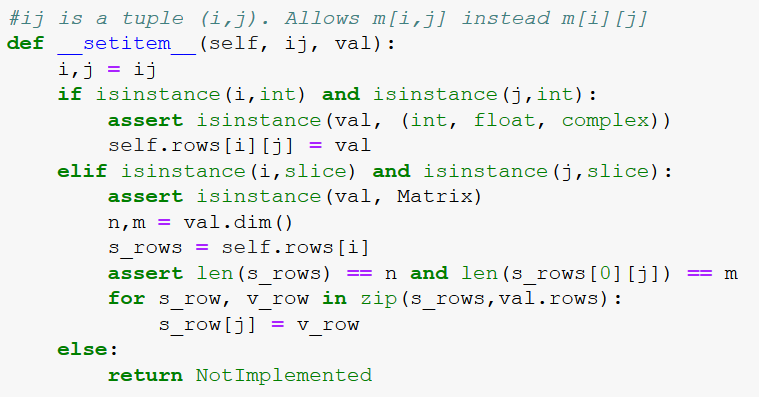 #ij is a tuple (i,j). Allows m[i,j] instead m[i][j]
def __setitem__(self, ij, val):
    i,j = ij
    if isinstance(i,int) and isinstance(j,int):
        assert isinstance(val, (int, float, complex))
        self.rows[i][j] = val
    elif isinstance(i,slice) and isinstance(j,slice):
        assert isinstance(val, Matrix)
        n,m = val.dim()
        s_rows = self.rows[i]
        assert len(s_rows) == n and len(s_rows[0][j]) == m
        for s_row, v_row in zip(s_rows,val.rows):
            s_row[j] = v_row
    else:
        return NotImplemented